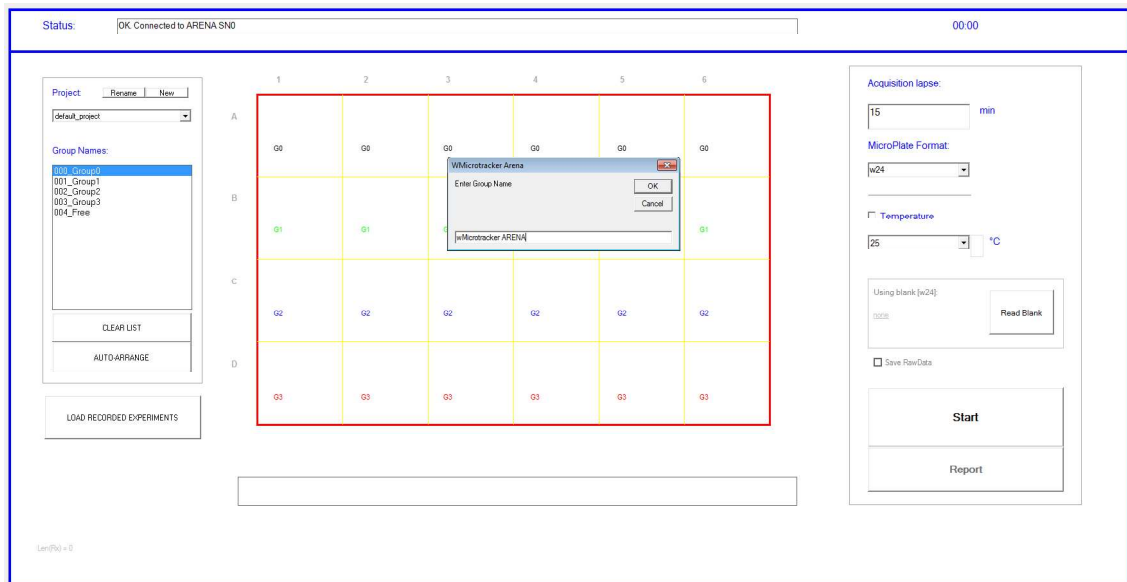 Status: OK. Connected to ARENA SN0 00:00
Project: Rename New
default_project
Group Names:
000_Group0
001_Group1
002_Group2
003_Group3
004_Free
CLEAR LIST
AUTO-ARRANGE
LOAD RECORDED EXPERIMENTS
1 2 3 4 5 6
A
G0 G0 G0 G0 G0 G0
B
G1 G1 G1
C
G2 G2 G2 G2 G2 G2
D
G3 G3 G3 G3 G3 G3
WMicrotracker Arena
Enter Group Name
OK
Cancel
wMicrotracker ARENA
Acquisition lapse:
15 min
MicroPlate Format:
w24
Temperature
25 °C
Using blank [w24]:
none
Read Blank
Save RawData
Start
Report
Len(Rx) = 0